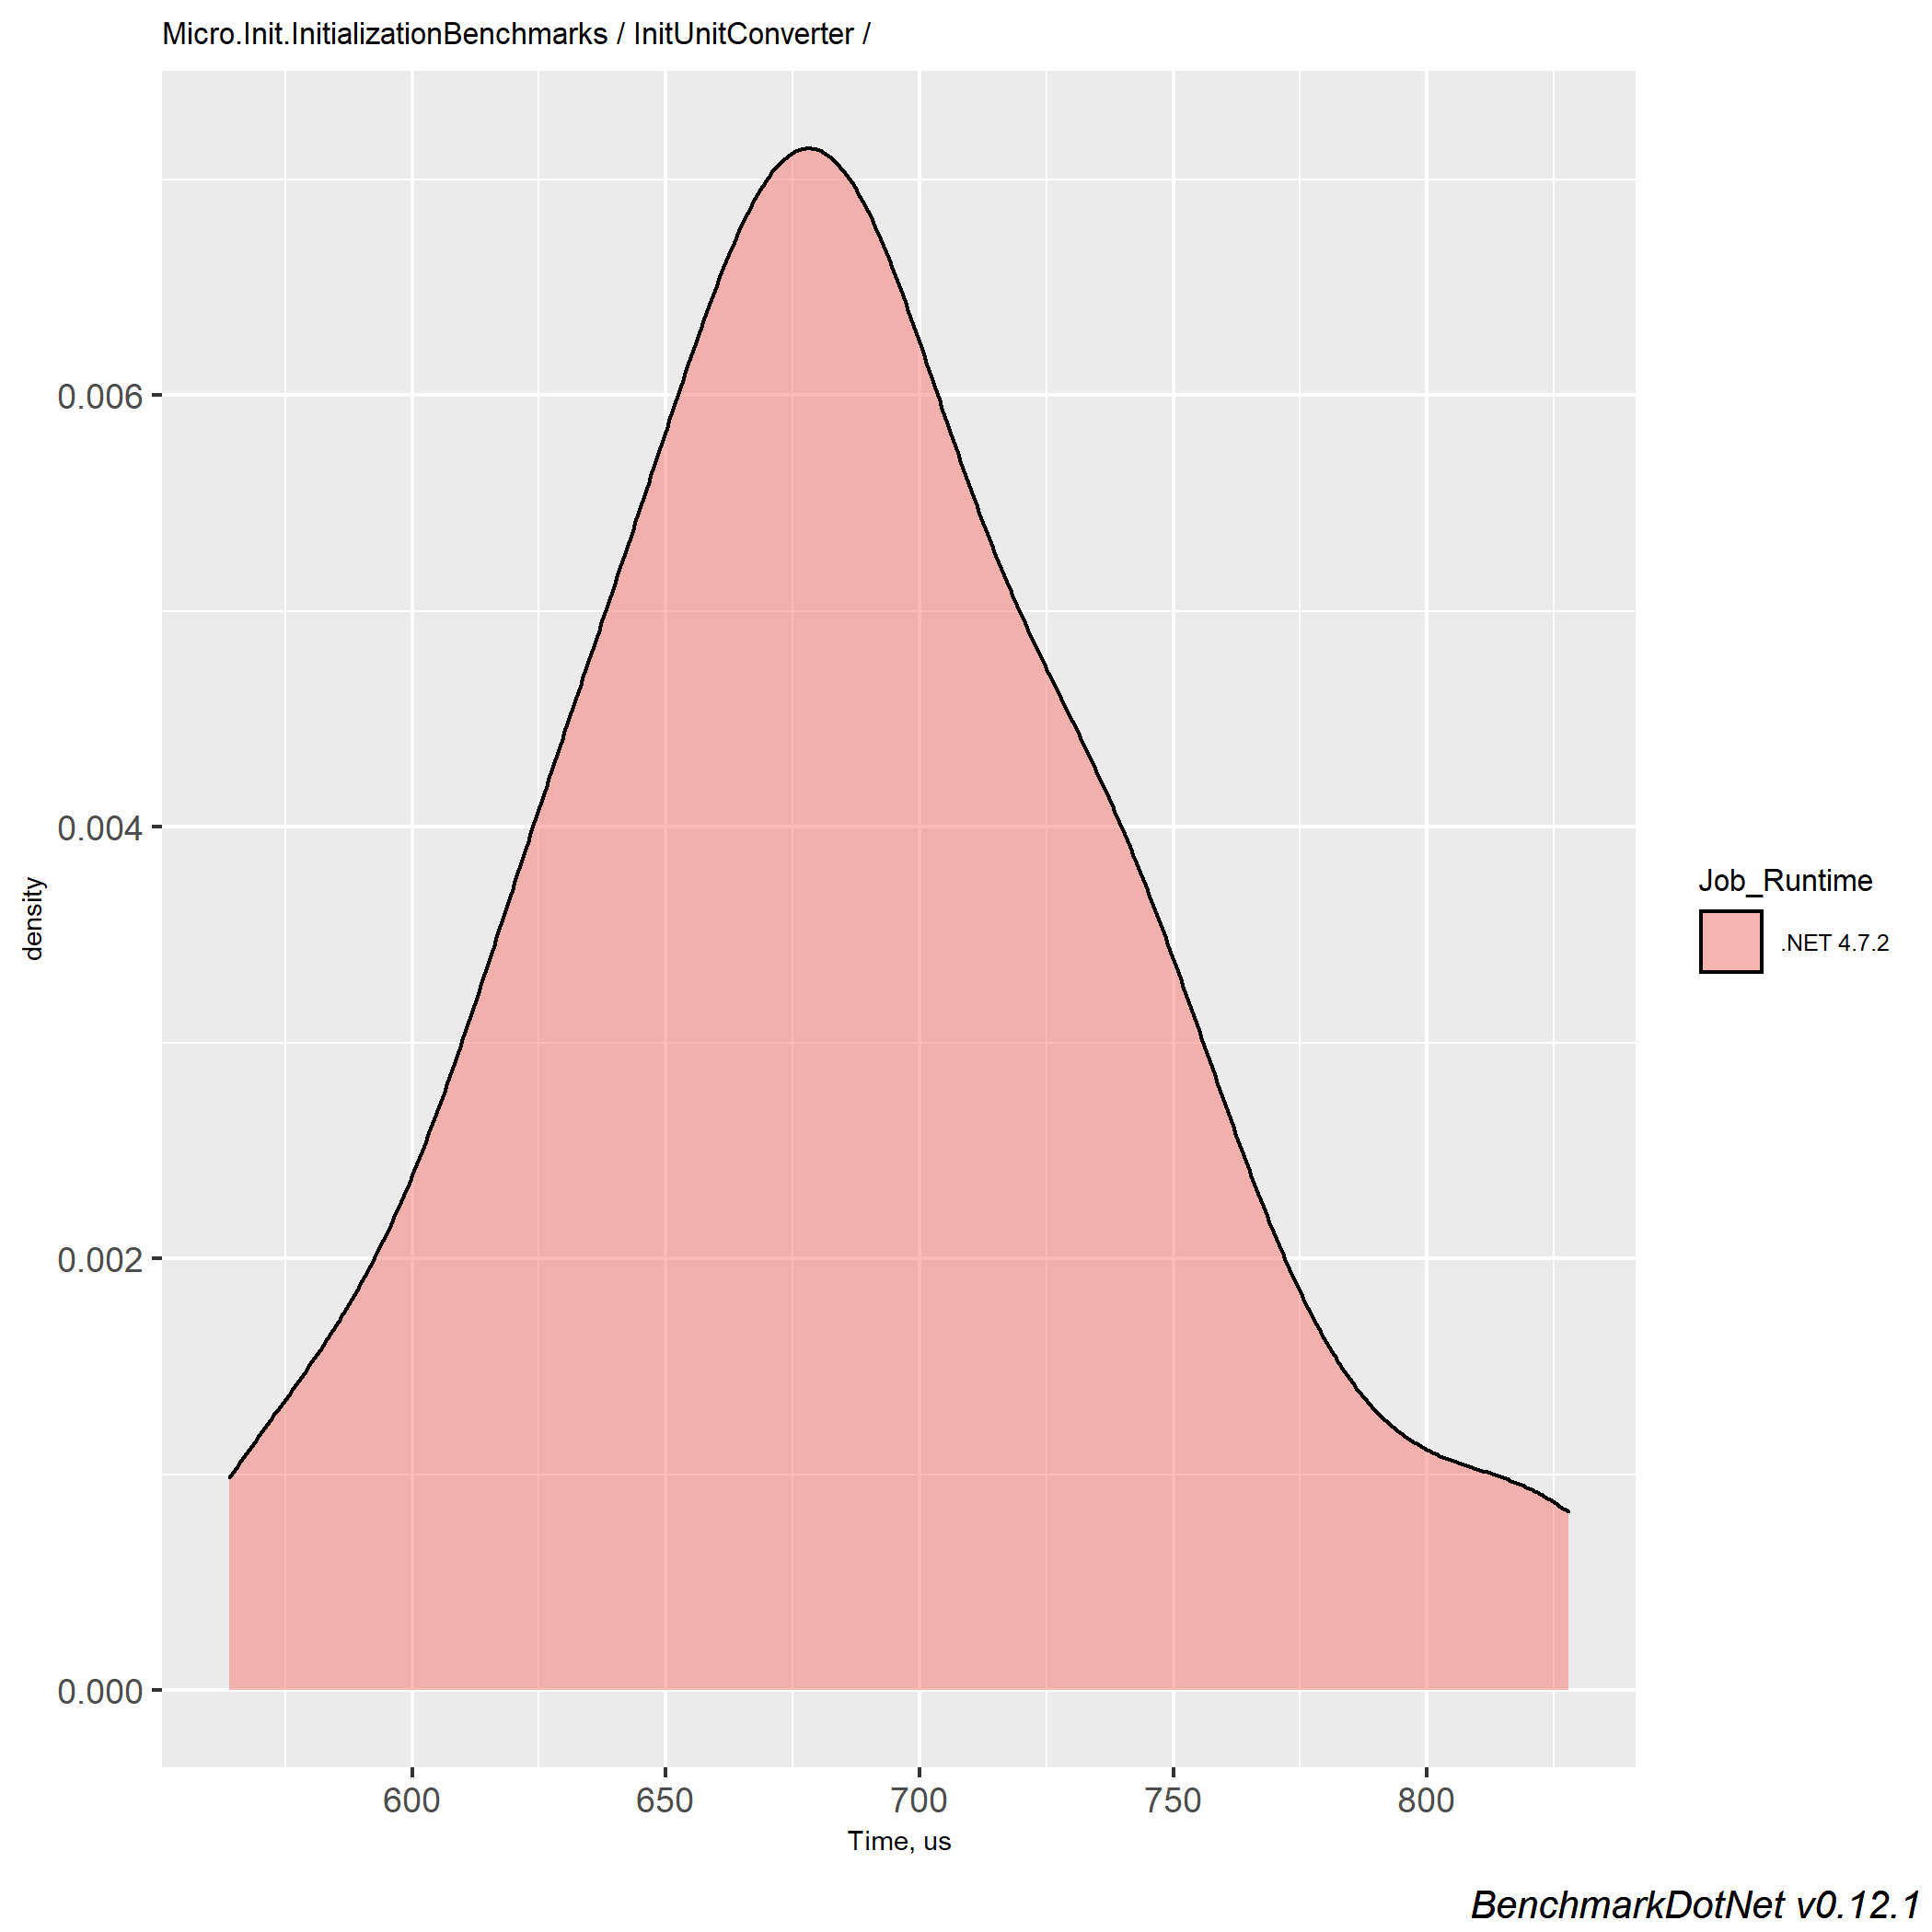 Micro.Init.InitializationBenchmarks / InitUnitConverter /
0.006
0.004
0.002
0.000
density
600 650 700 750 800
Time, us
Job_Runtime
.NET 4.7.2
BenchmarkDotNet v0.12.1